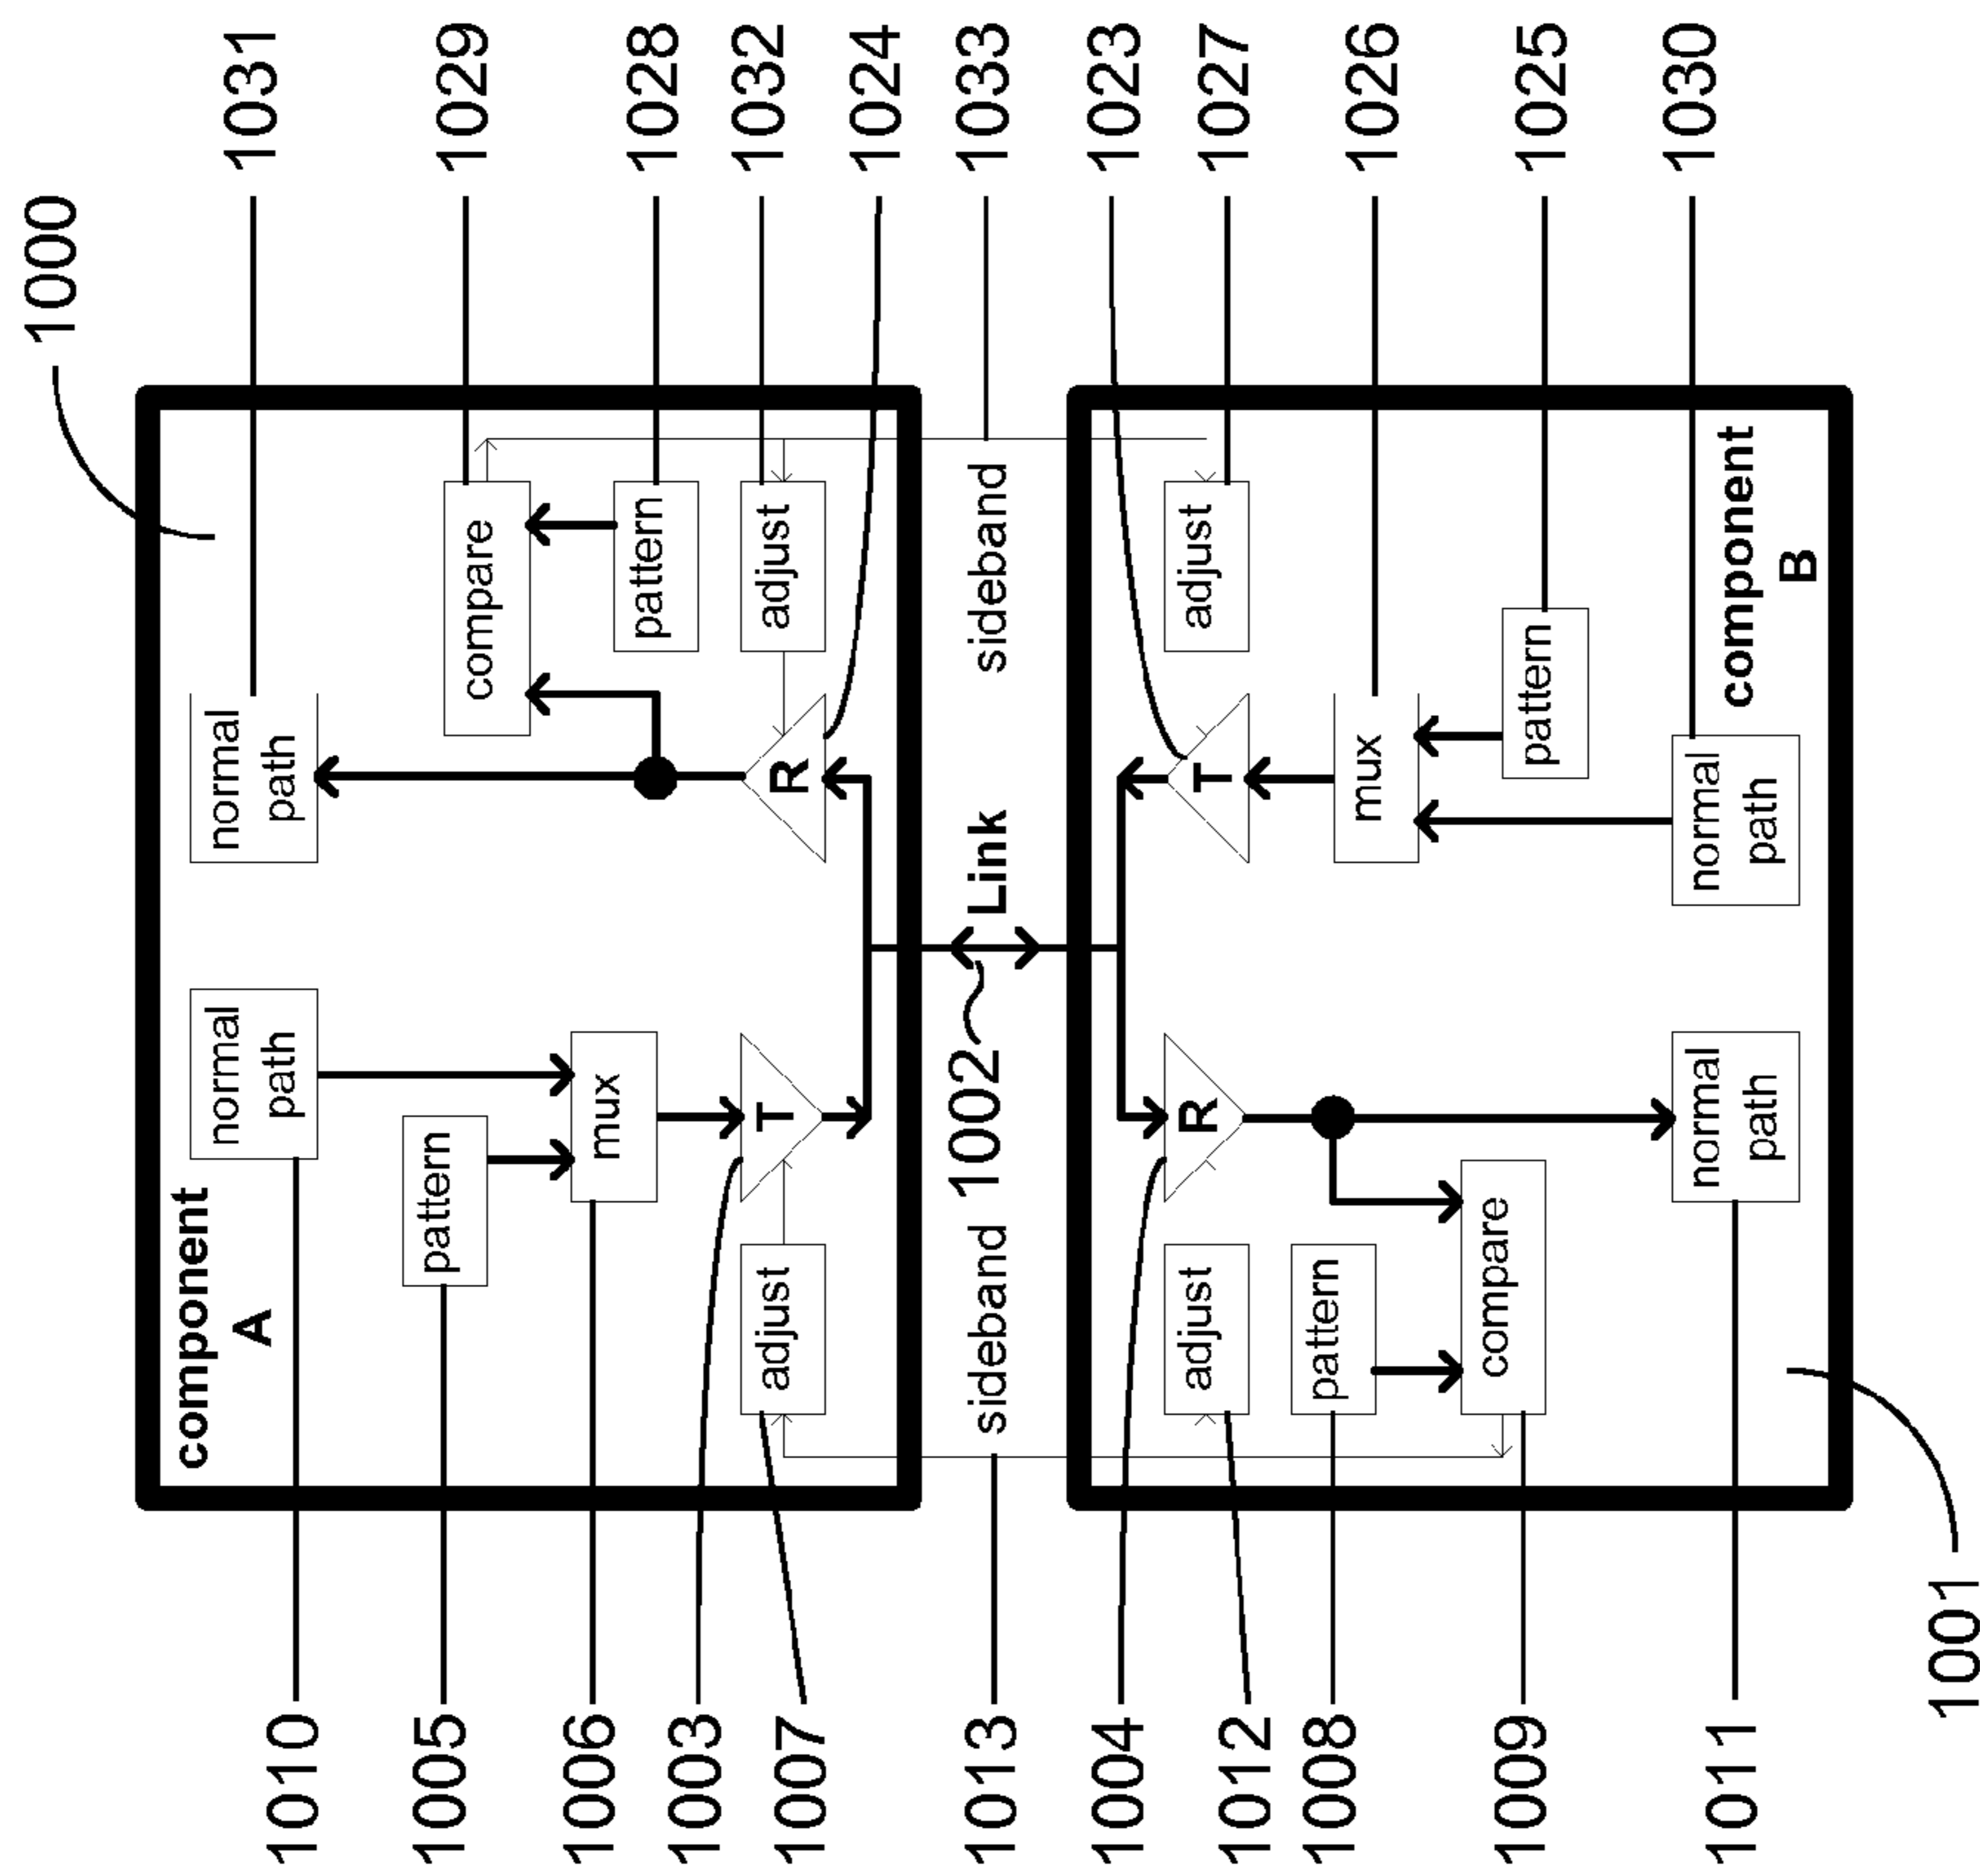 1010
1005
1006
1003
1007
1013
1004
1012
1008
1009
1011
1001
component
A
normal
path
pattern
mux
T
adjust
sideband
1002
Link
R
adjust
pattern
compare
normal
path
normal
path
compare
pattern
adjust
R
sideband
T
adjust
mux
pattern
normal
path
component
B
1000
1031
1029
1028
1032
1024
1033
1023
1027
1026
1025
1030